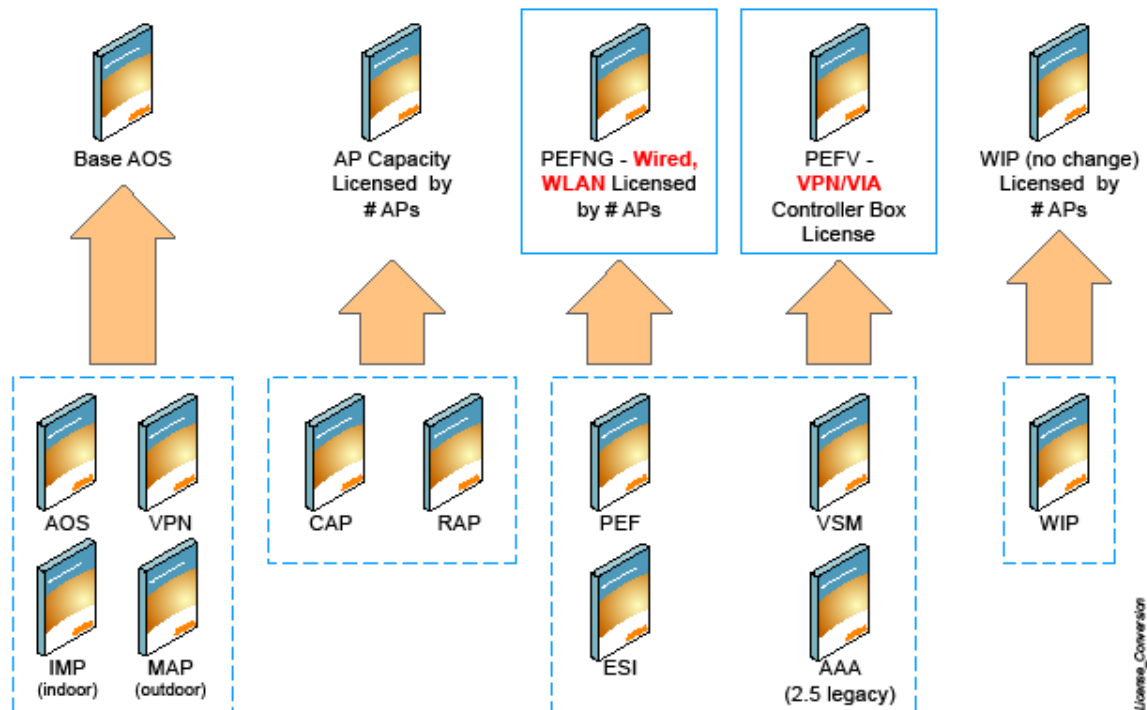 Base AOS
AP Capacity
Licensed by
# APs
PEFNG - Wired,
WLAN Licensed
by # APs
PEFV -
VPN/VIA
Controller Box
License
WIP (no change)
Licensed by
# APs
AOS
VPN
IMP
(indoor)
MAP
(outdoor)
CAP
RAP
PEF
VSM
ESI
AAA
(2.5 legacy)
WIP
License_Conversion